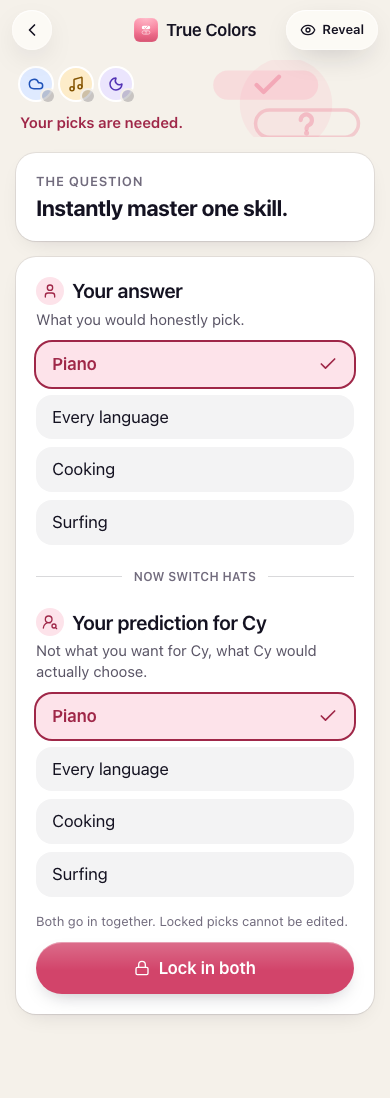 True Colors
Reveal
Your picks are needed.
?
THE QUESTION
Instantly master one skill.
Your answer
What you would honestly pick.
Piano
Every language
Cooking
Surfing
NOW SWITCH HATS
Your prediction for Cy
Not what you want for Cy, what Cy would
actually choose.
Piano
Every language
Cooking
Surfing
Both go in together. Locked picks cannot be edited.
Lock in both